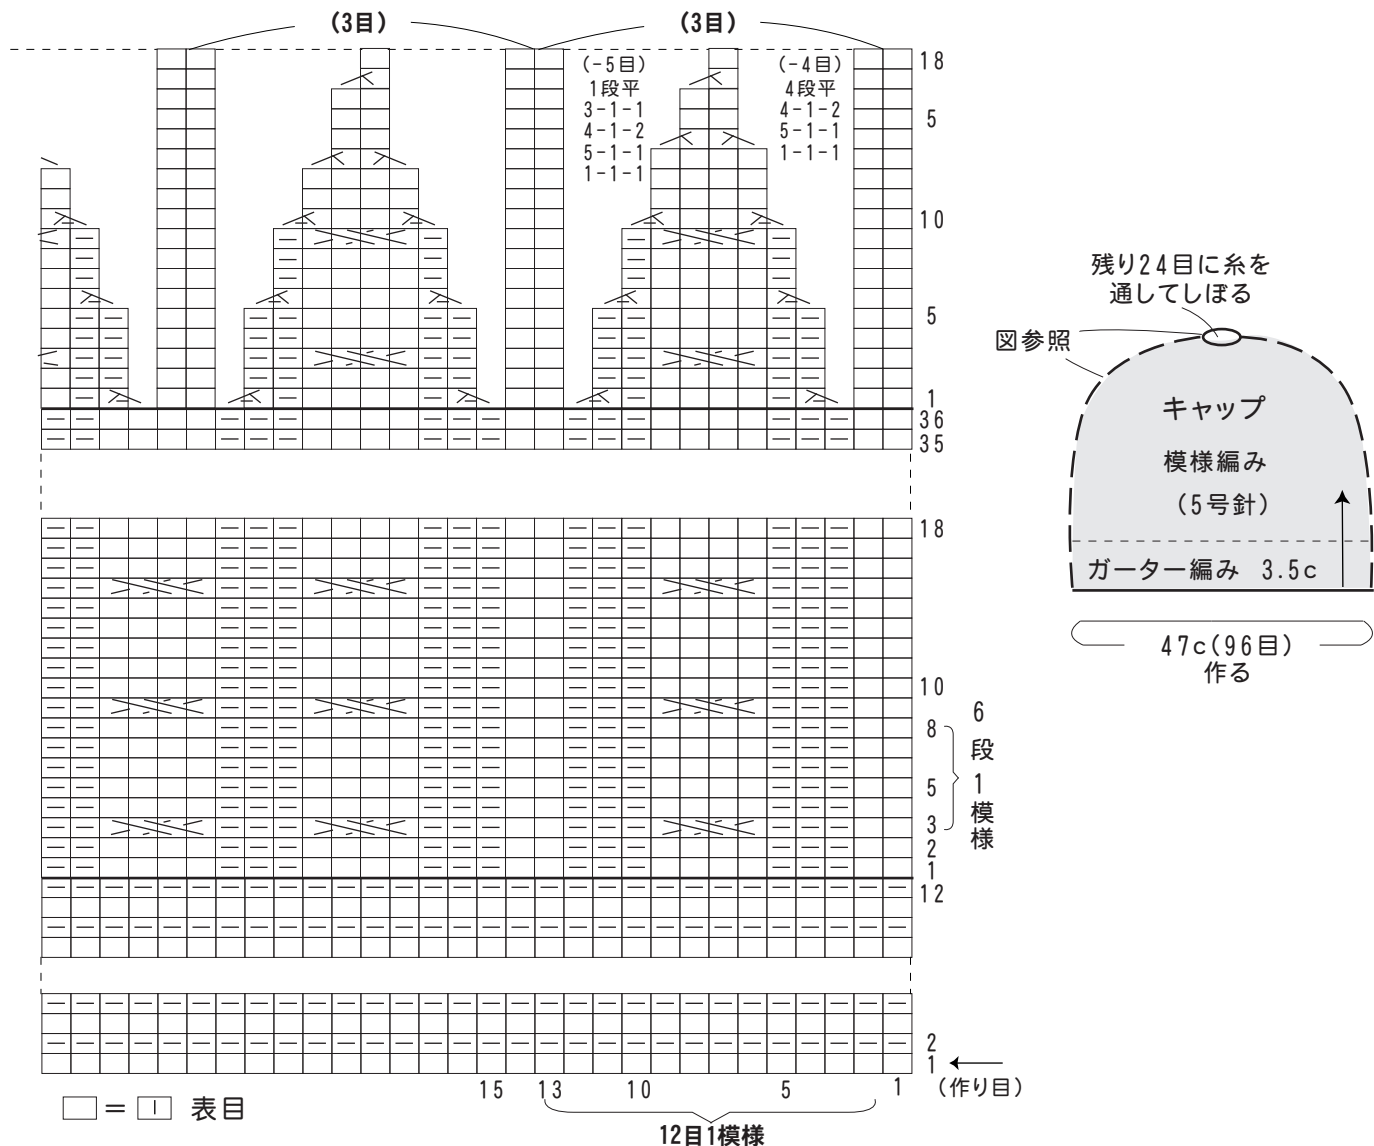 (3目)
(3目)
(-5目)
1段平
3-1-1
4-1-2
5-1-1
1-1-1
(-4目)
4段平
4-1-2
5-1-1
1-1-1
18
5
10
5
1
36
35
18
10
8
5
3
2
1
12
2
1
6
段
1
模
様
(作り目)
15 13 10 5 1
12目1模様
= 表目
残り24目に糸を
通してしぼる
図参照
キャップ
模様編み
(5号針)
ガーター編み 3.5c
47c(96目)
作る